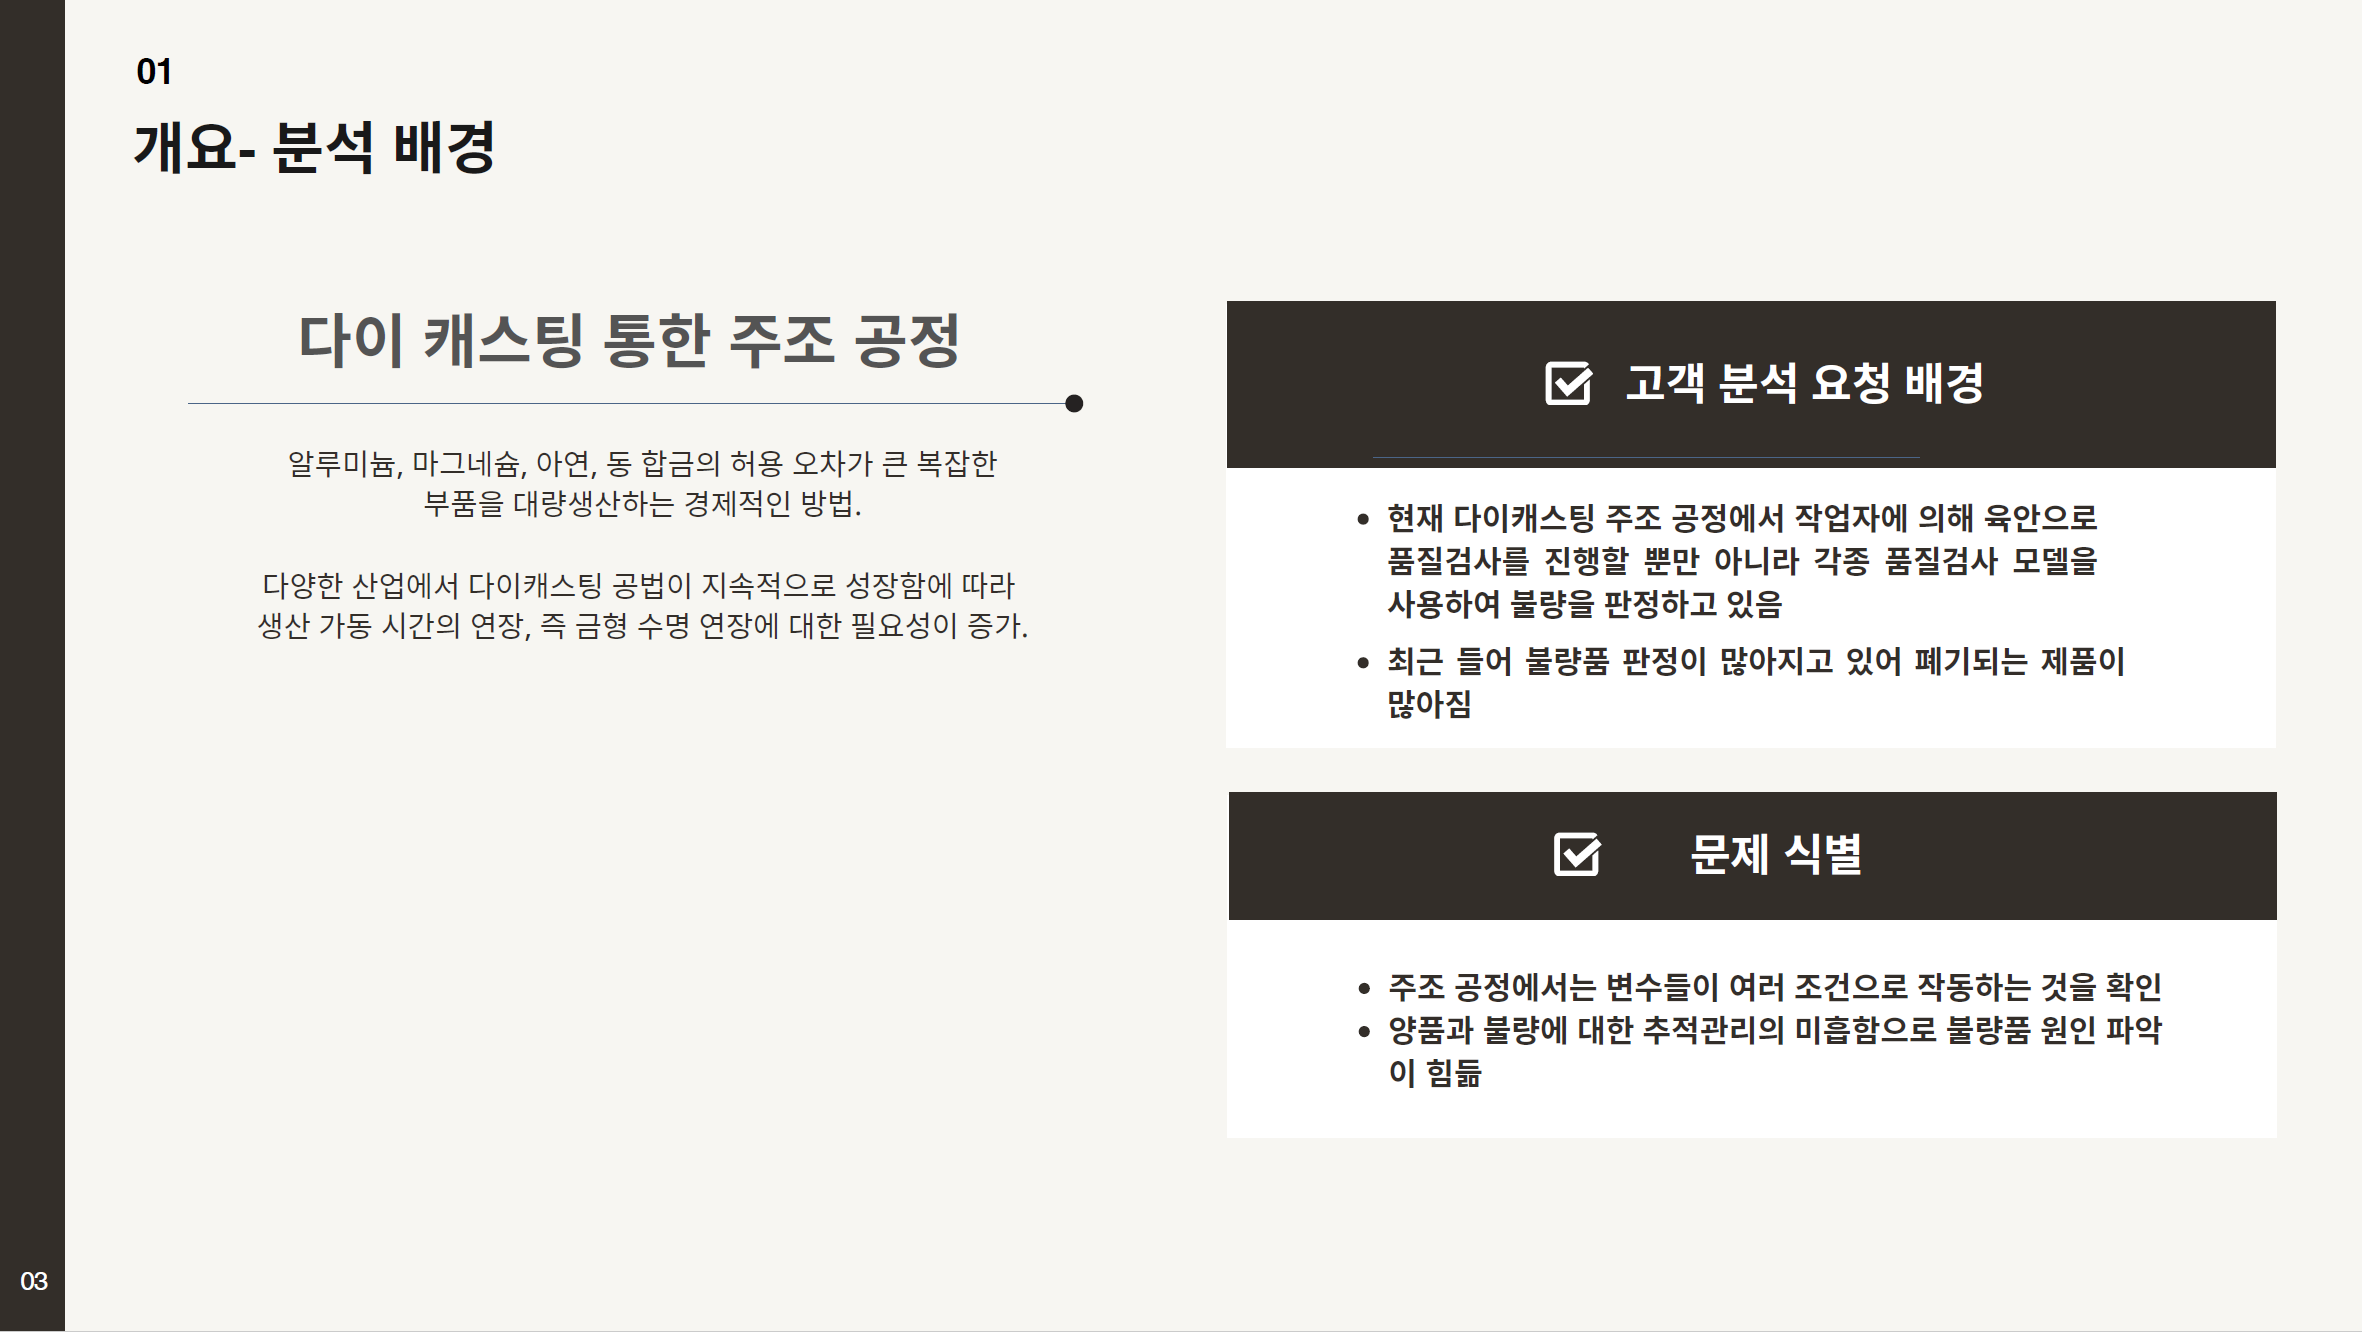 01
개요- 분석 배경
다이 캐스팅 통한 주조 공정
알루미늄, 마그네슘, 아연, 동 합금의 허용 오차가 큰 복잡한
부품을 대량생산하는 경제적인 방법.
다양한 산업에서 다이캐스팅 공법이 지속적으로 성장함에 따라
생산 가동 시간의 연장, 즉 금형 수명 연장에 대한 필요성이 증가.
고객 분석 요청 배경
• 현재 다이캐스팅 주조 공정에서 작업자에 의해 육안으로
품질검사를 진행할 뿐만 아니라 각종 품질검사 모델을
사용하여 불량을 판정하고 있음
• 최근 들어 불량품 판정이 많아지고 있어 폐기되는 제품이
많아짐
문제 식별
• 주조 공정에서는 변수들이 여러 조건으로 작동하는 것을 확인
• 양품과 불량에 대한 추적관리의 미흡함으로 불량품 원인 파악
이 힘듦
03